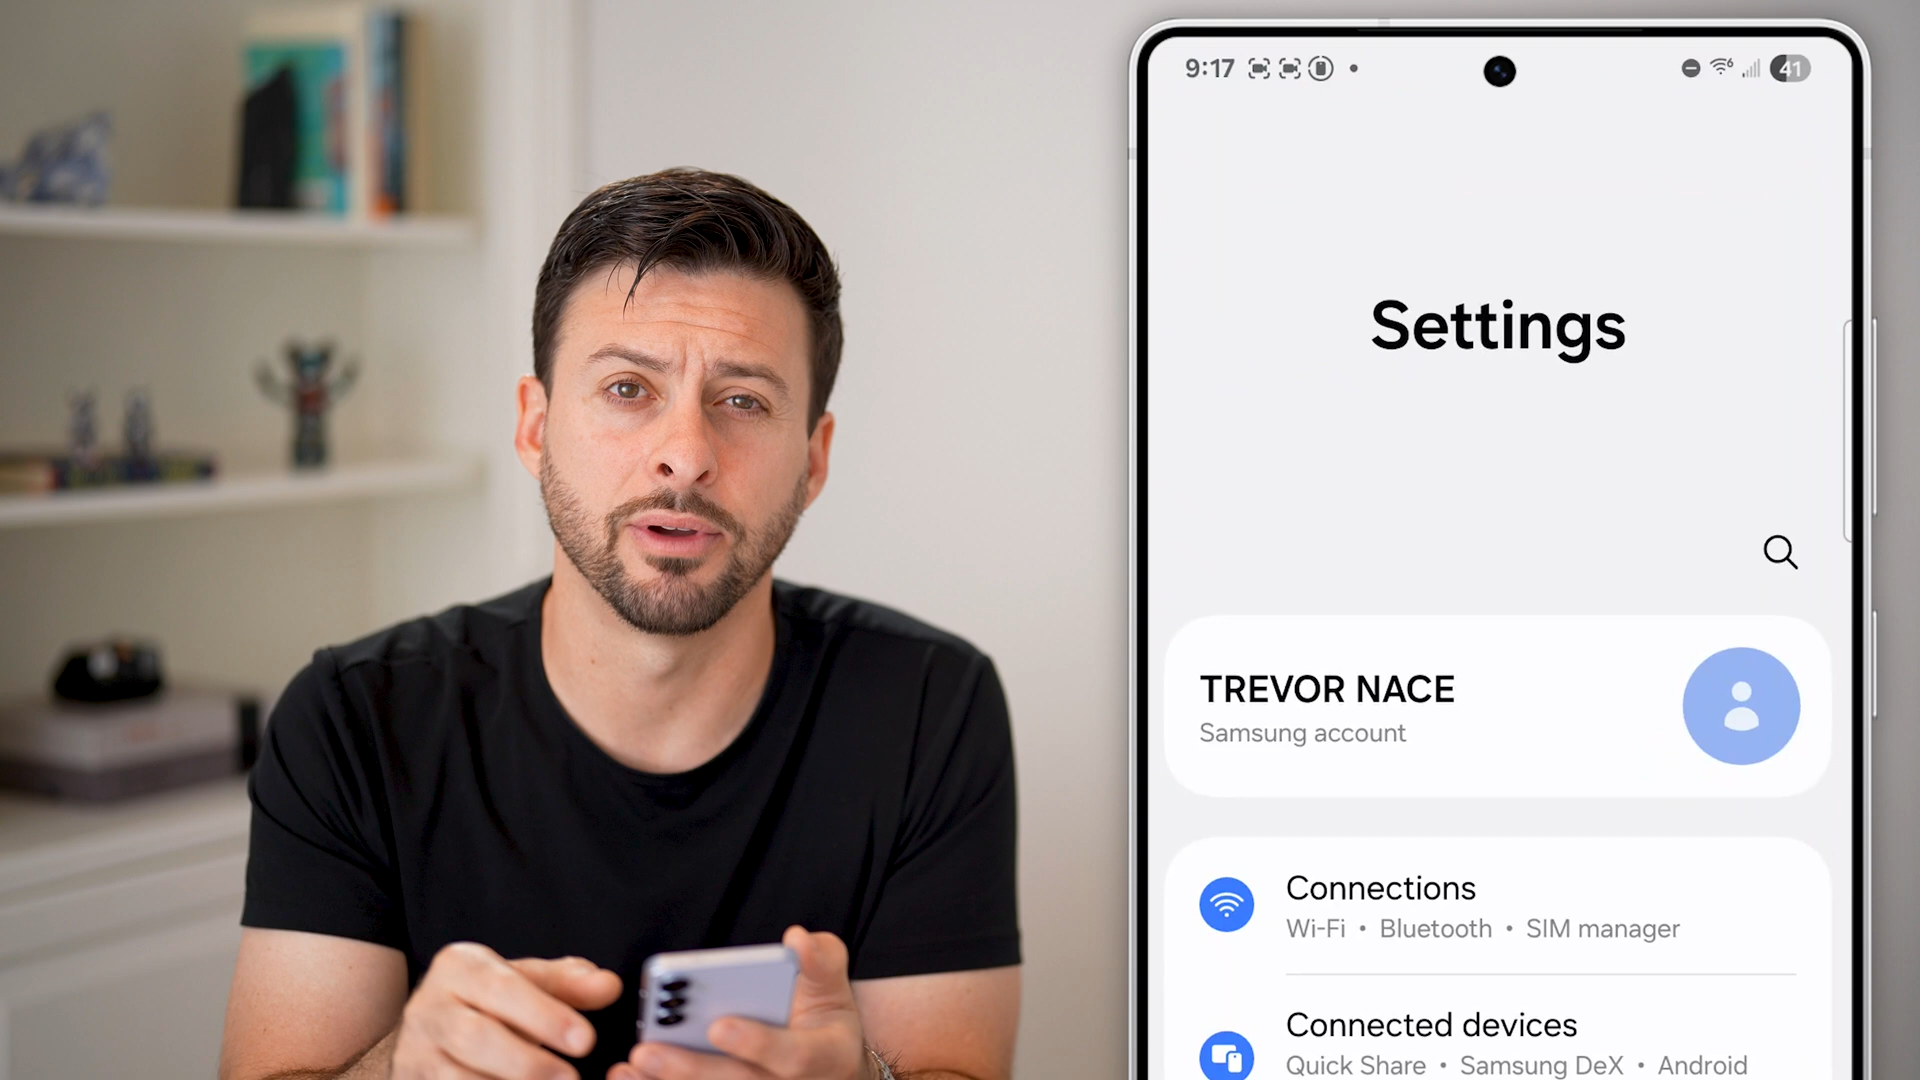 9:17
41
Settings
TREVOR NACE
Samsung account
Connections
Wi-Fi • Bluetooth • SIM manager
Connected devices
Quick Share • Samsung DeX • Android